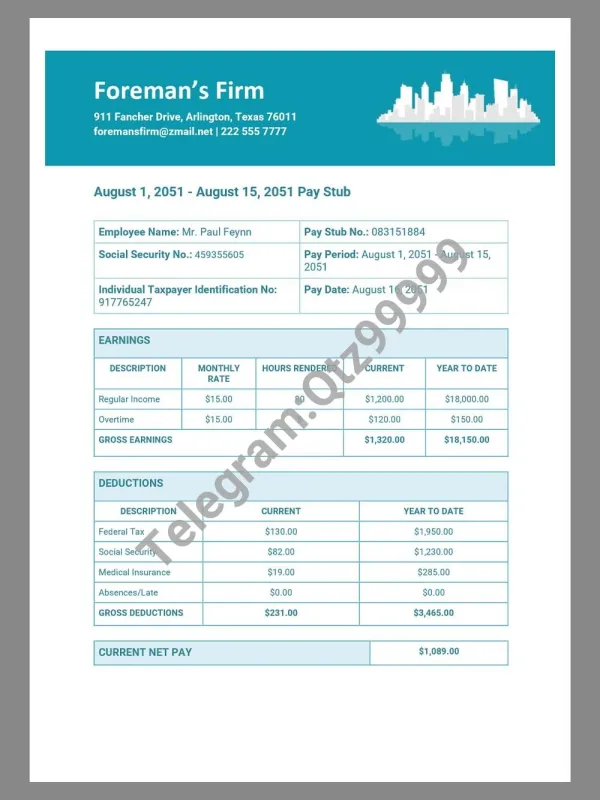 Foreman's Firm
911 Fancher Drive, Arlington, Texas 76011
foremansfirm@zmail.net | 222 555 7777
August 1, 2051 - August 15, 2051 Pay Stub
Employee Name: Mr. Paul Feynn
Pay Stub No.: 083151884
Social Security No.: 459355605
Pay Period: August 1, 2051 - August 15,
2051
Individual Taxpayer Identification No:
917765247
Pay Date: August 16, 2051
EARNINGS
DESCRIPTION MONTHLY HOURS RENDERED CURRENT YEAR TO DATE
RATE
Regular Income $15.00 80 $1,200.00 $18,000.00
Overtime $15.00 $120.00 $150.00
GROSS EARNINGS $1,320.00 $18,150.00
DEDUCTIONS
DESCRIPTION CURRENT YEAR TO DATE
Federal Tax $130.00 $1,950.00
Social Security $82.00 $1,230.00
Medical Insurance $19.00 $285.00
Absences/Late $0.00 $0.00
GROSS DEDUCTIONS $231.00 $3,465.00
CURRENT NET PAY $1,089.00
Telegram:Qtz99999